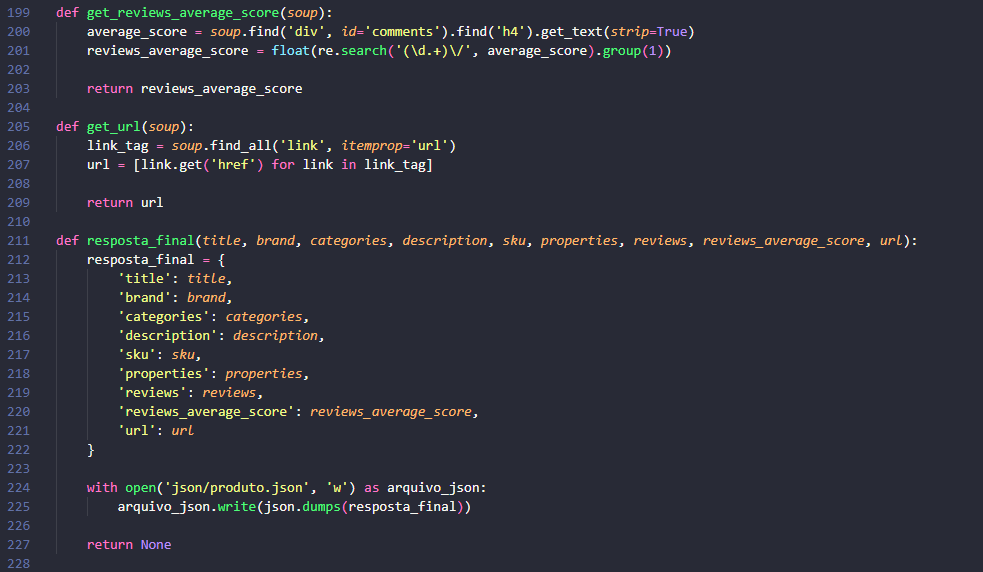 199 def get_reviews_average_score(soup):
200     average_score = soup.find('div', id='comments').find('h4').get_text(strip=True)
201     reviews_average_score = float(re.search('(\d.+)\/', average_score).group(1))
202
203     return reviews_average_score
204
205 def get_url(soup):
206     link_tag = soup.find_all('link', itemprop='url')
207     url = [link.get('href') for link in link_tag]
208
209     return url
210
211 def resposta_final(title, brand, categories, description, sku, properties, reviews, reviews_average_score, url):
212     resposta_final = {
213         'title': title,
214         'brand': brand,
215         'categories': categories,
216         'description': description,
217         'sku': sku,
218         'properties': properties,
219         'reviews': reviews,
220         'reviews_average_score': reviews_average_score,
221         'url': url
222     }
223
224     with open('json/produto.json', 'w') as arquivo_json:
225         arquivo_json.write(json.dumps(resposta_final))
226
227     return None
228